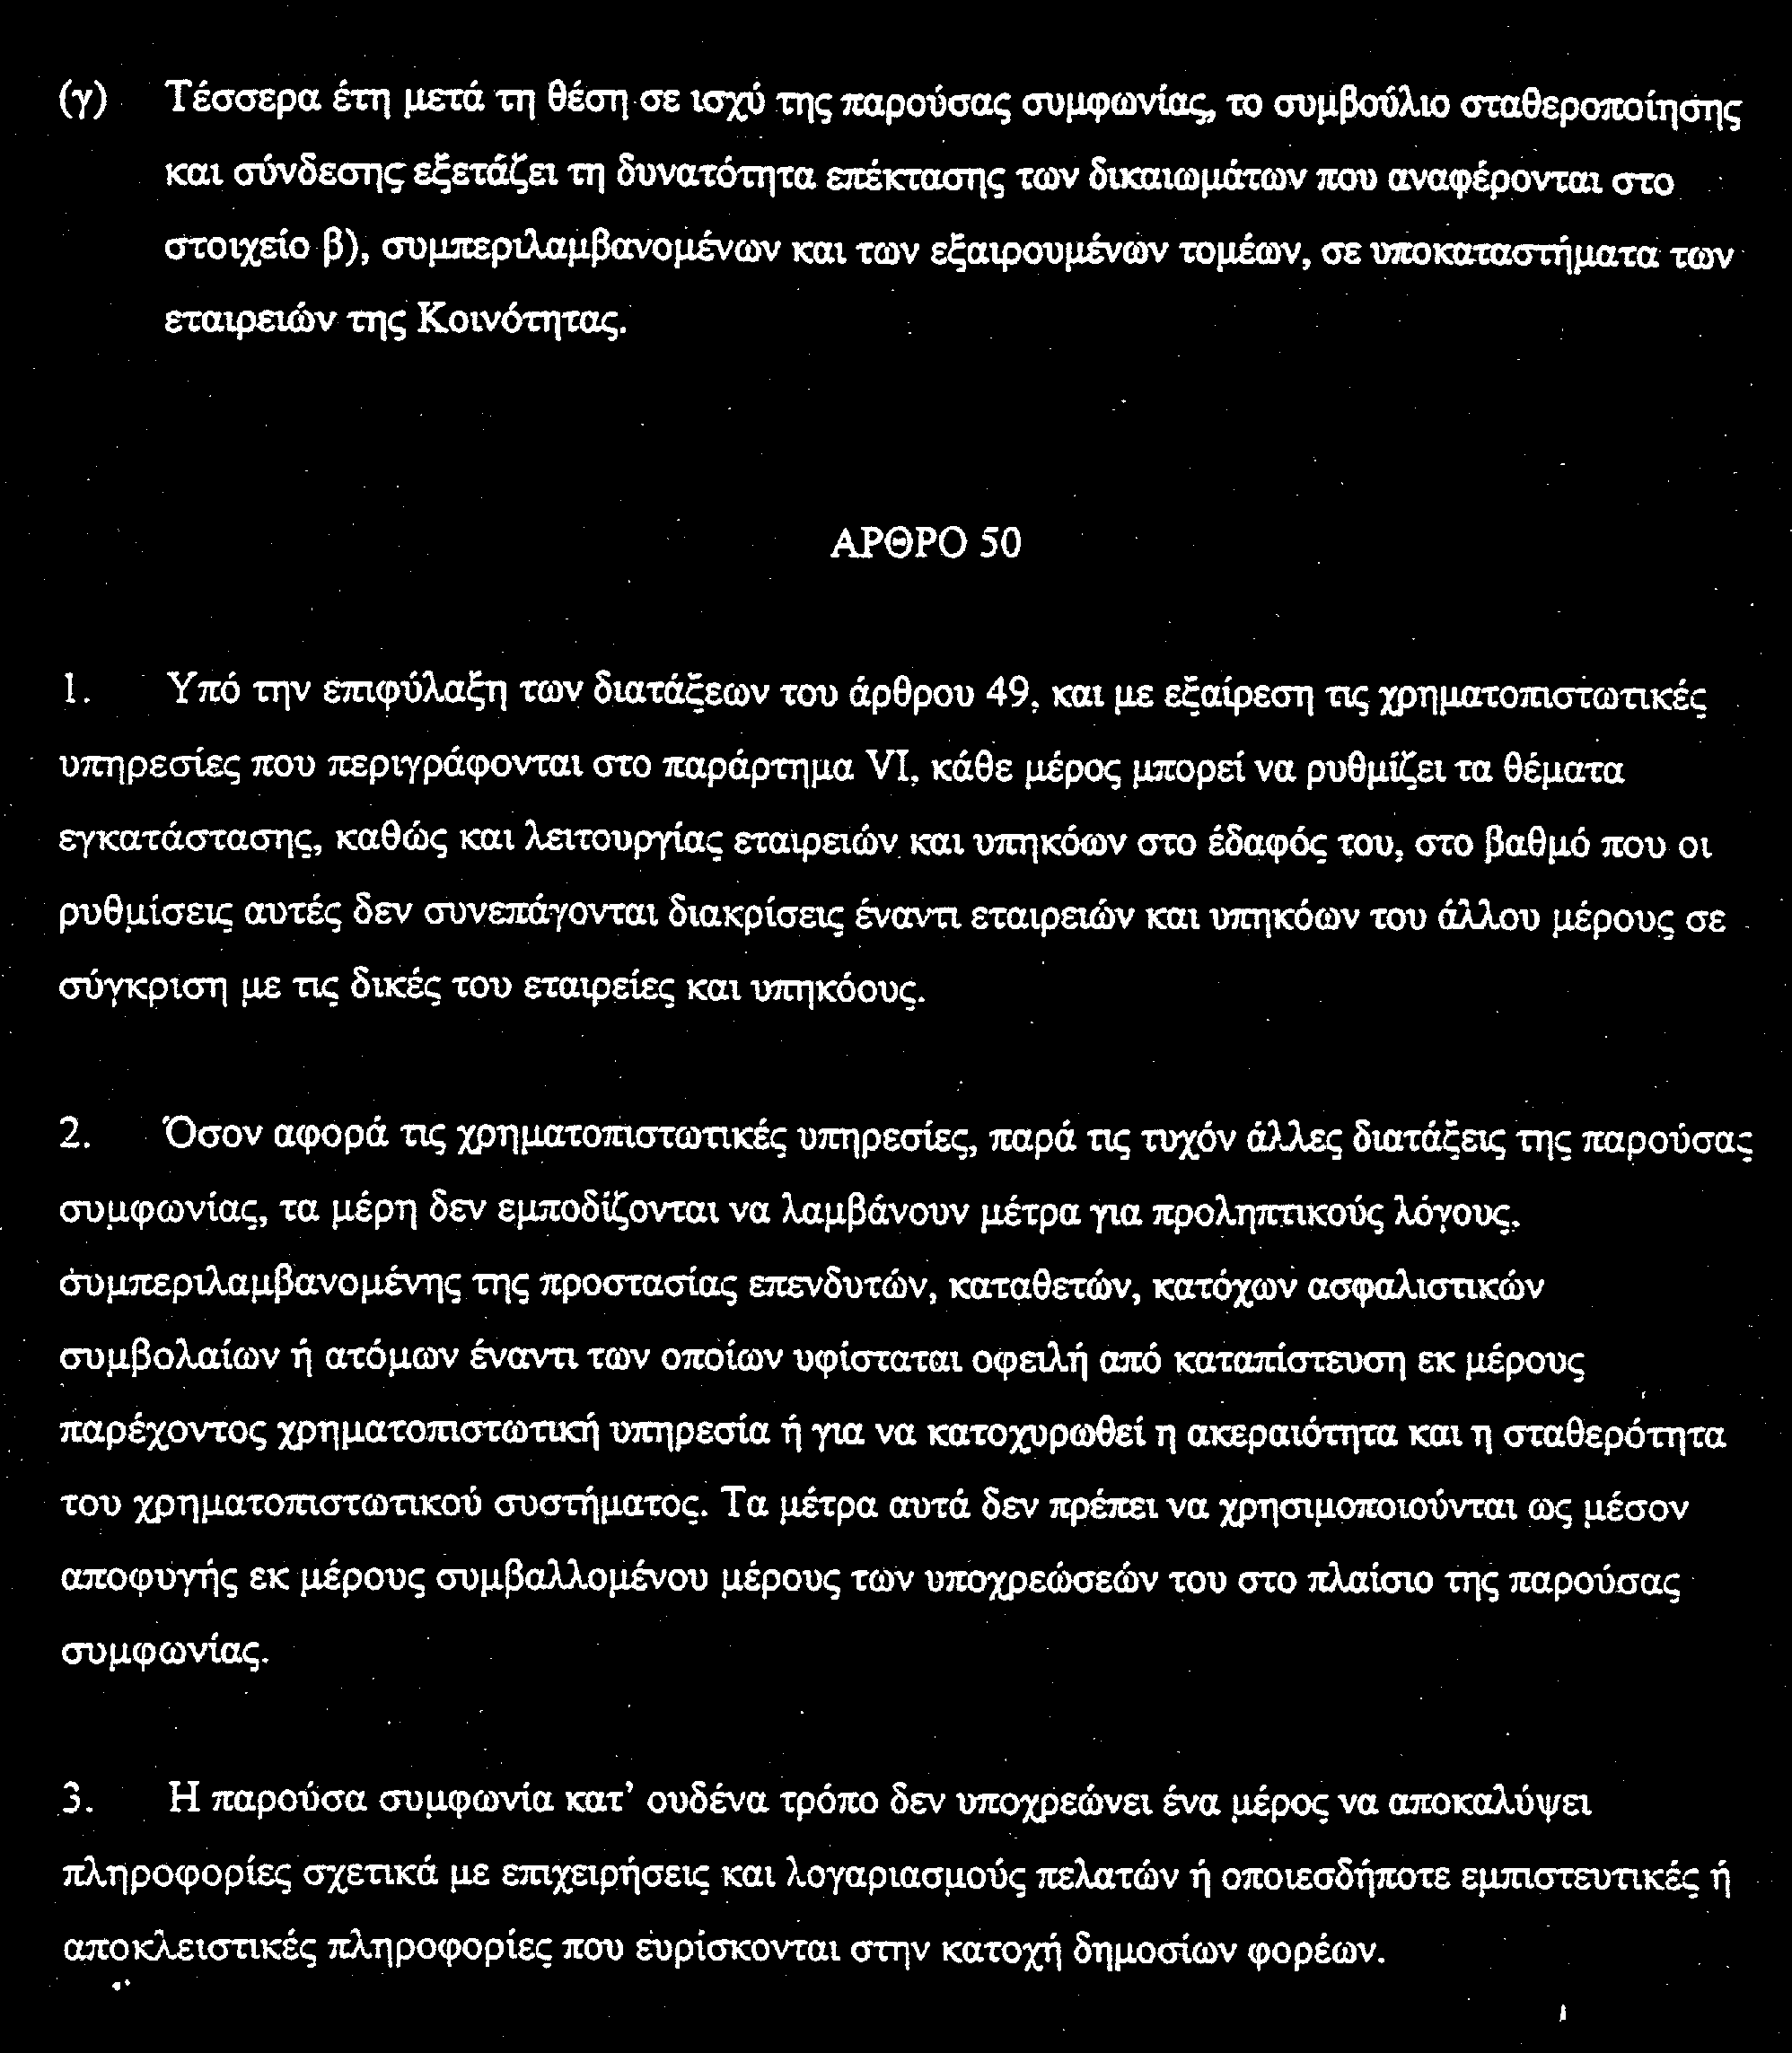 (γ) Τέσσερα έτη μετά τη θέση σε ισχύ της παρούσας συμφωνίας, το συμβούλιο σταθεροποίησης
και σύνδεσης εξετάζει τη δυνατότητα επέκτασης των δικαιωμάτων που αναφέρονται στο
στοιχείο β), συμπεριλαμβανομένων και των εξαιρουμένων τομέων, σε υποκαταστήματα των
εταιρειών της Κοινότητας.
ΑΡΘΡΟ 50
1. Υπό την επιφύλαξη των διατάξεων του άρθρου 49, και με εξαίρεση τις χρηματοπιστωτικές
υπηρεσίες που περιγράφονται στο παράρτημα VI, κάθε μέρος μπορεί να ρυθμίζει τα θέματα
εγκατάστασης, καθώς και λειτουργίας εταιρειών και υπηκόων στο έδαφός του, στο βαθμό που οι
ρυθμίσεις αυτές δεν συνεπάγονται διακρίσεις έναντι εταιρειών και υπηκόων του άλλου μέρους σε
σύγκριση με τις δικές του εταιρείες και υπηκόους.
2. Όσον αφορά τις χρηματοπιστωτικές υπηρεσίες, παρά τις τυχόν άλλες διατάξεις της παρούσας
συμφωνίας, τα μέρη δεν εμποδίζονται να λαμβάνουν μέτρα για προληπτικούς λόγους,
συμπεριλαμβανομένης της προστασίας επενδυτών, καταθετών, κατόχων ασφαλιστικών
συμβολαίων ή ατόμων έναντι των οποίων υφίσταται οφειλή από καταπίστευση εκ μέρους
παρέχοντος χρηματοπιστωτική υπηρεσία ή για να κατοχυρωθεί η ακεραιότητα και η σταθερότητα
του χρηματοπιστωτικού συστήματος. Τα μέτρα αυτά δεν πρέπει να χρησιμοποιούνται ως μέσον
αποφυγής εκ μέρους συμβαλλομένου μέρους των υποχρεώσεών του στο πλαίσιο της παρούσας
συμφωνίας.
3. Η παρούσα συμφωνία κατ' ουδένα τρόπο δεν υποχρεώνει ένα μέρος να αποκαλύψει
πληροφορίες σχετικά με επιχειρήσεις και λογαριασμούς πελατών ή οποιεσδήποτε εμπιστευτικές ή
αποκλειστικές πληροφορίες που ευρίσκονται στην κατοχή δημοσίων φορέων.